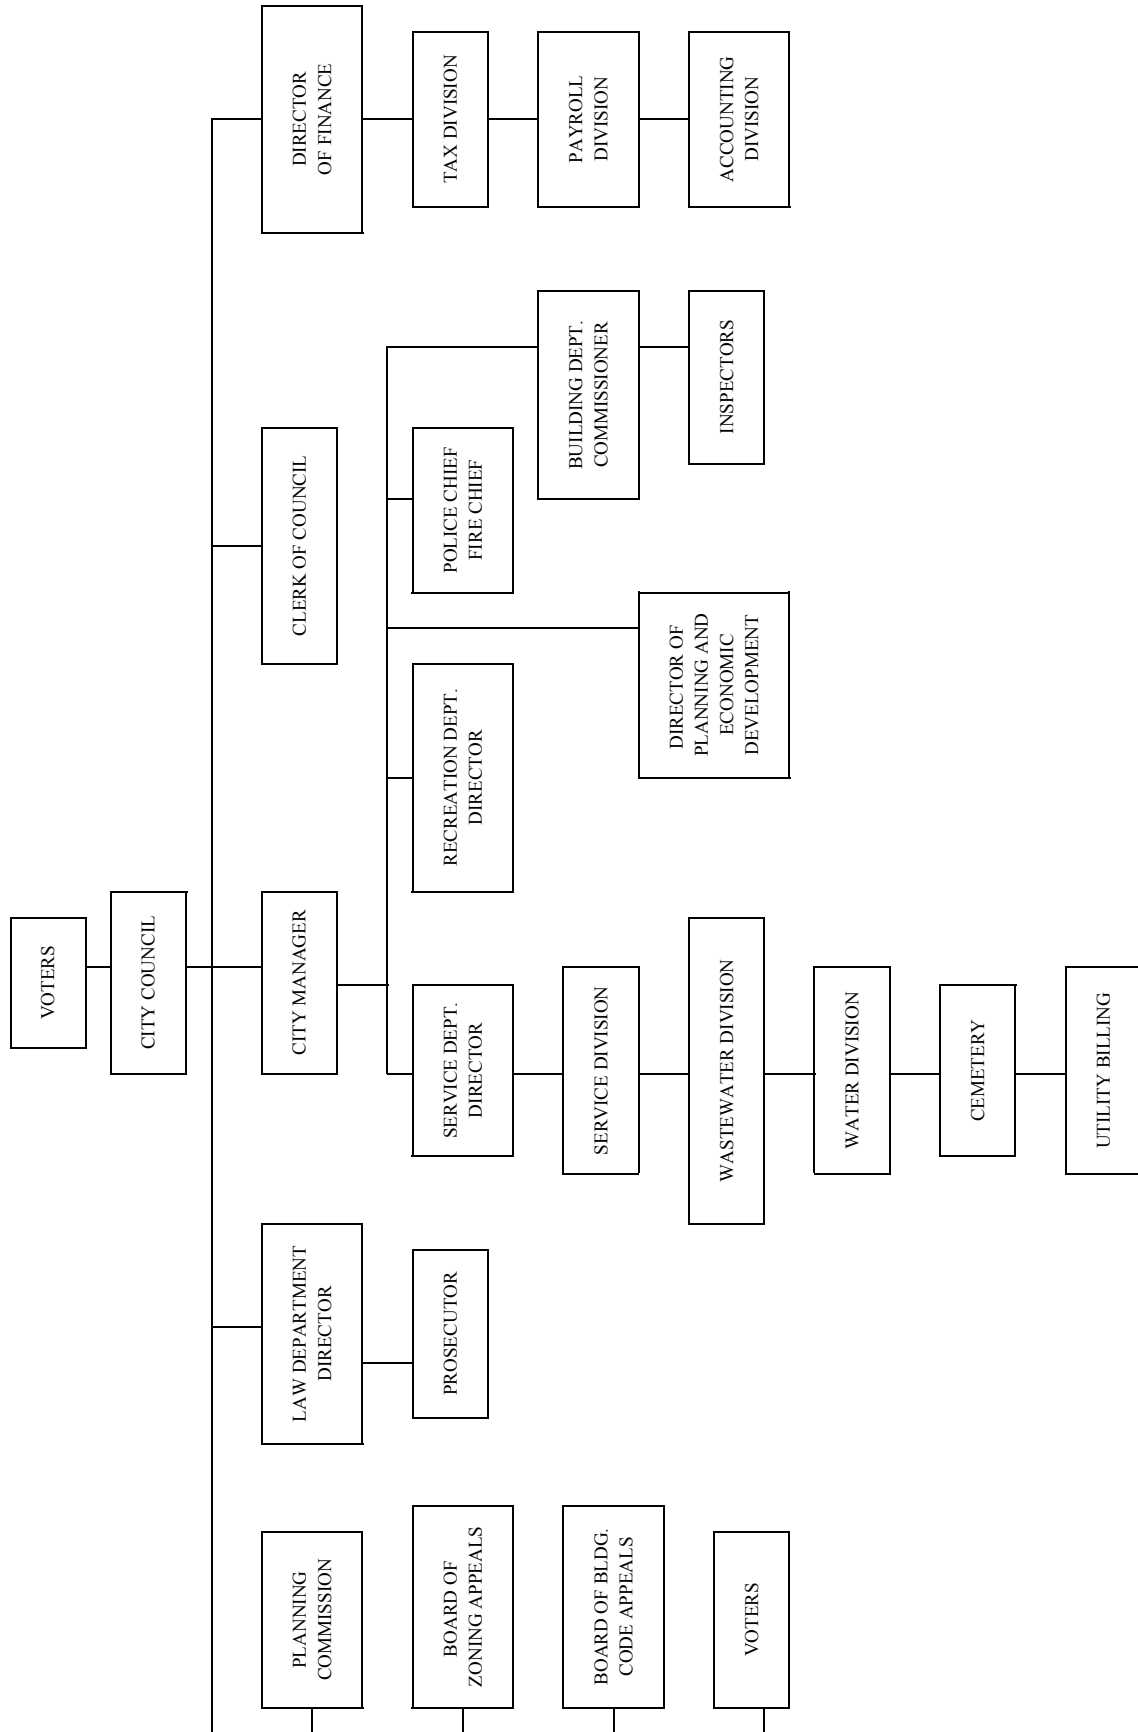 VOTERS
CITY COUNCIL
PLANNING
COMMISSION
BOARD OF
ZONING APPEALS
BOARD OF BLDG.
CODE APPEALS
VOTERS
LAW DEPARTMENT
DIRECTOR
PROSECUTOR
CITY MANAGER
SERVICE DEPT.
DIRECTOR
SERVICE DIVISION
WASTEWATER DIVISION
WATER DIVISION
CEMETERY
UTILITY BILLING
RECREATION DEPT.
DIRECTOR
DIRECTOR OF
PLANNING AND
ECONOMIC
DEVELOPMENT
POLICE CHIEF
FIRE CHIEF
BUILDING DEPT.
COMMISSIONER
INSPECTORS
CLERK OF COUNCIL
DIRECTOR
OF FINANCE
TAX DIVISION
PAYROLL
DIVISION
ACCOUNTING
DIVISION